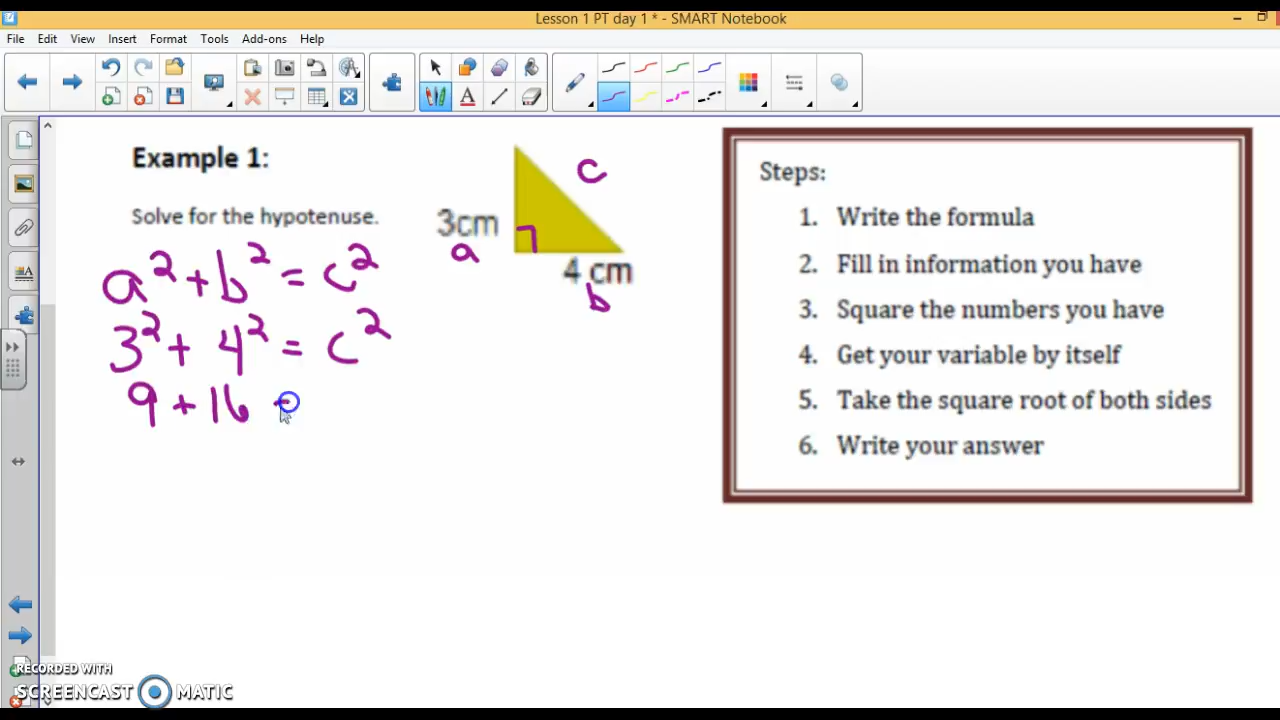 Lesson 1 PT day 1 * - SMART Notebook
File Edit View Insert Format Tools Add-ons Help
Example 1:
Solve for the hypotenuse.
c
3cm
a
4 cm
b
a² + b² = c²
3² + 4² = c²
9 + 16 =
Steps:
1. Write the formula
2. Fill in information you have
3. Square the numbers you have
4. Get your variable by itself
5. Take the square root of both sides
6. Write your answer
RECORDED WITH
SCREENCAST MATIC